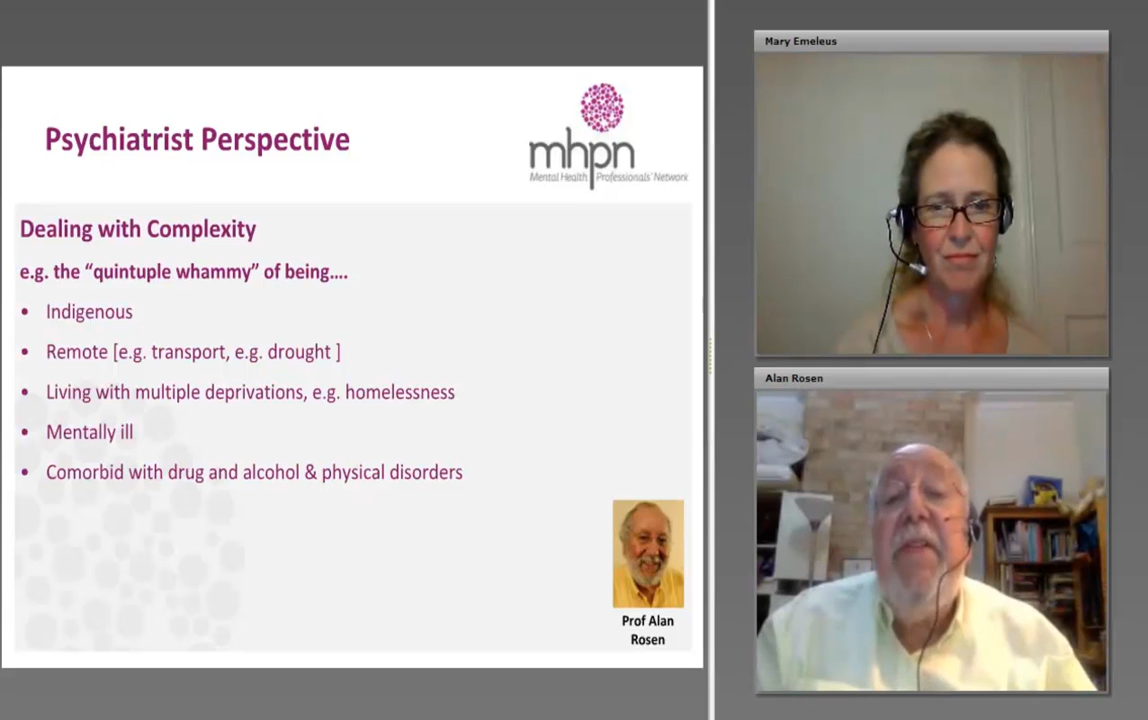 Psychiatrist Perspective
mhpn
Mental Health Professionals' Network
Dealing with Complexity
e.g. the “quintuple whammy” of being….
• Indigenous
• Remote [e.g. transport, e.g. drought ]
• Living with multiple deprivations, e.g. homelessness
• Mentally ill
• Comorbid with drug and alcohol & physical disorders
Prof Alan
Rosen
Mary Emeleus
Alan Rosen